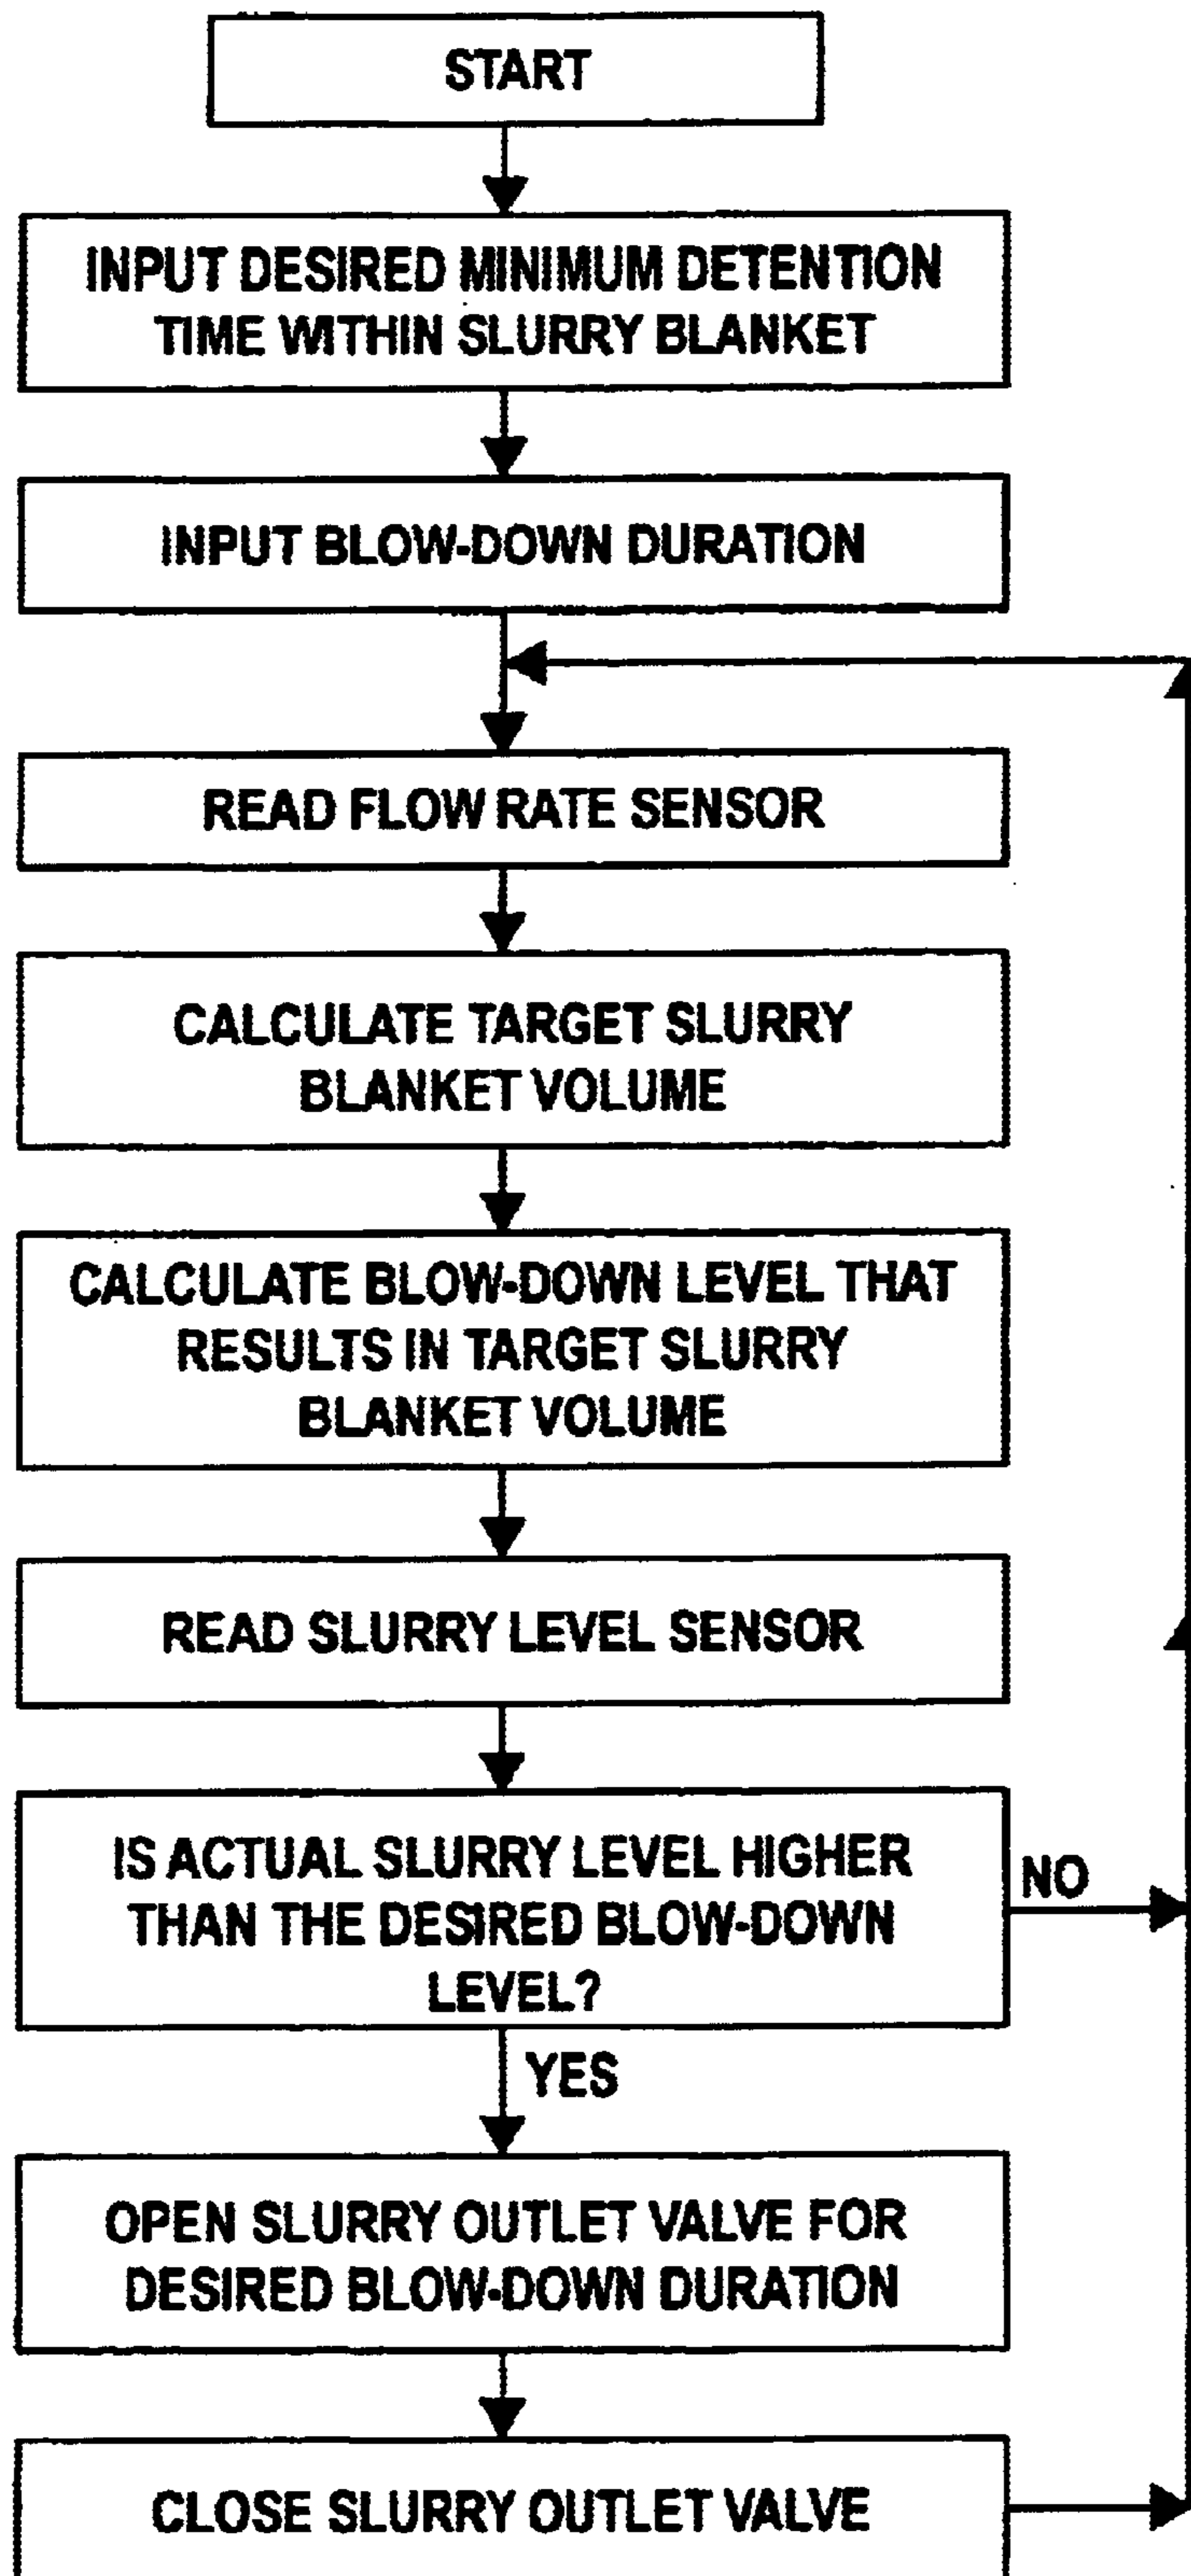 START
INPUT DESIRED MINIMUM DETENTION
TIME WITHIN SLURRY BLANKET
INPUT BLOW-DOWN DURATION
READ FLOW RATE SENSOR
CALCULATE TARGET SLURRY
BLANKET VOLUME
CALCULATE BLOW-DOWN LEVEL THAT
RESULTS IN TARGET SLURRY
BLANKET VOLUME
READ SLURRY LEVEL SENSOR
IS ACTUAL SLURRY LEVEL HIGHER
THAN THE DESIRED BLOW-DOWN
LEVEL?
NO
YES
OPEN SLURRY OUTLET VALVE FOR
DESIRED BLOW-DOWN DURATION
CLOSE SLURRY OUTLET VALVE